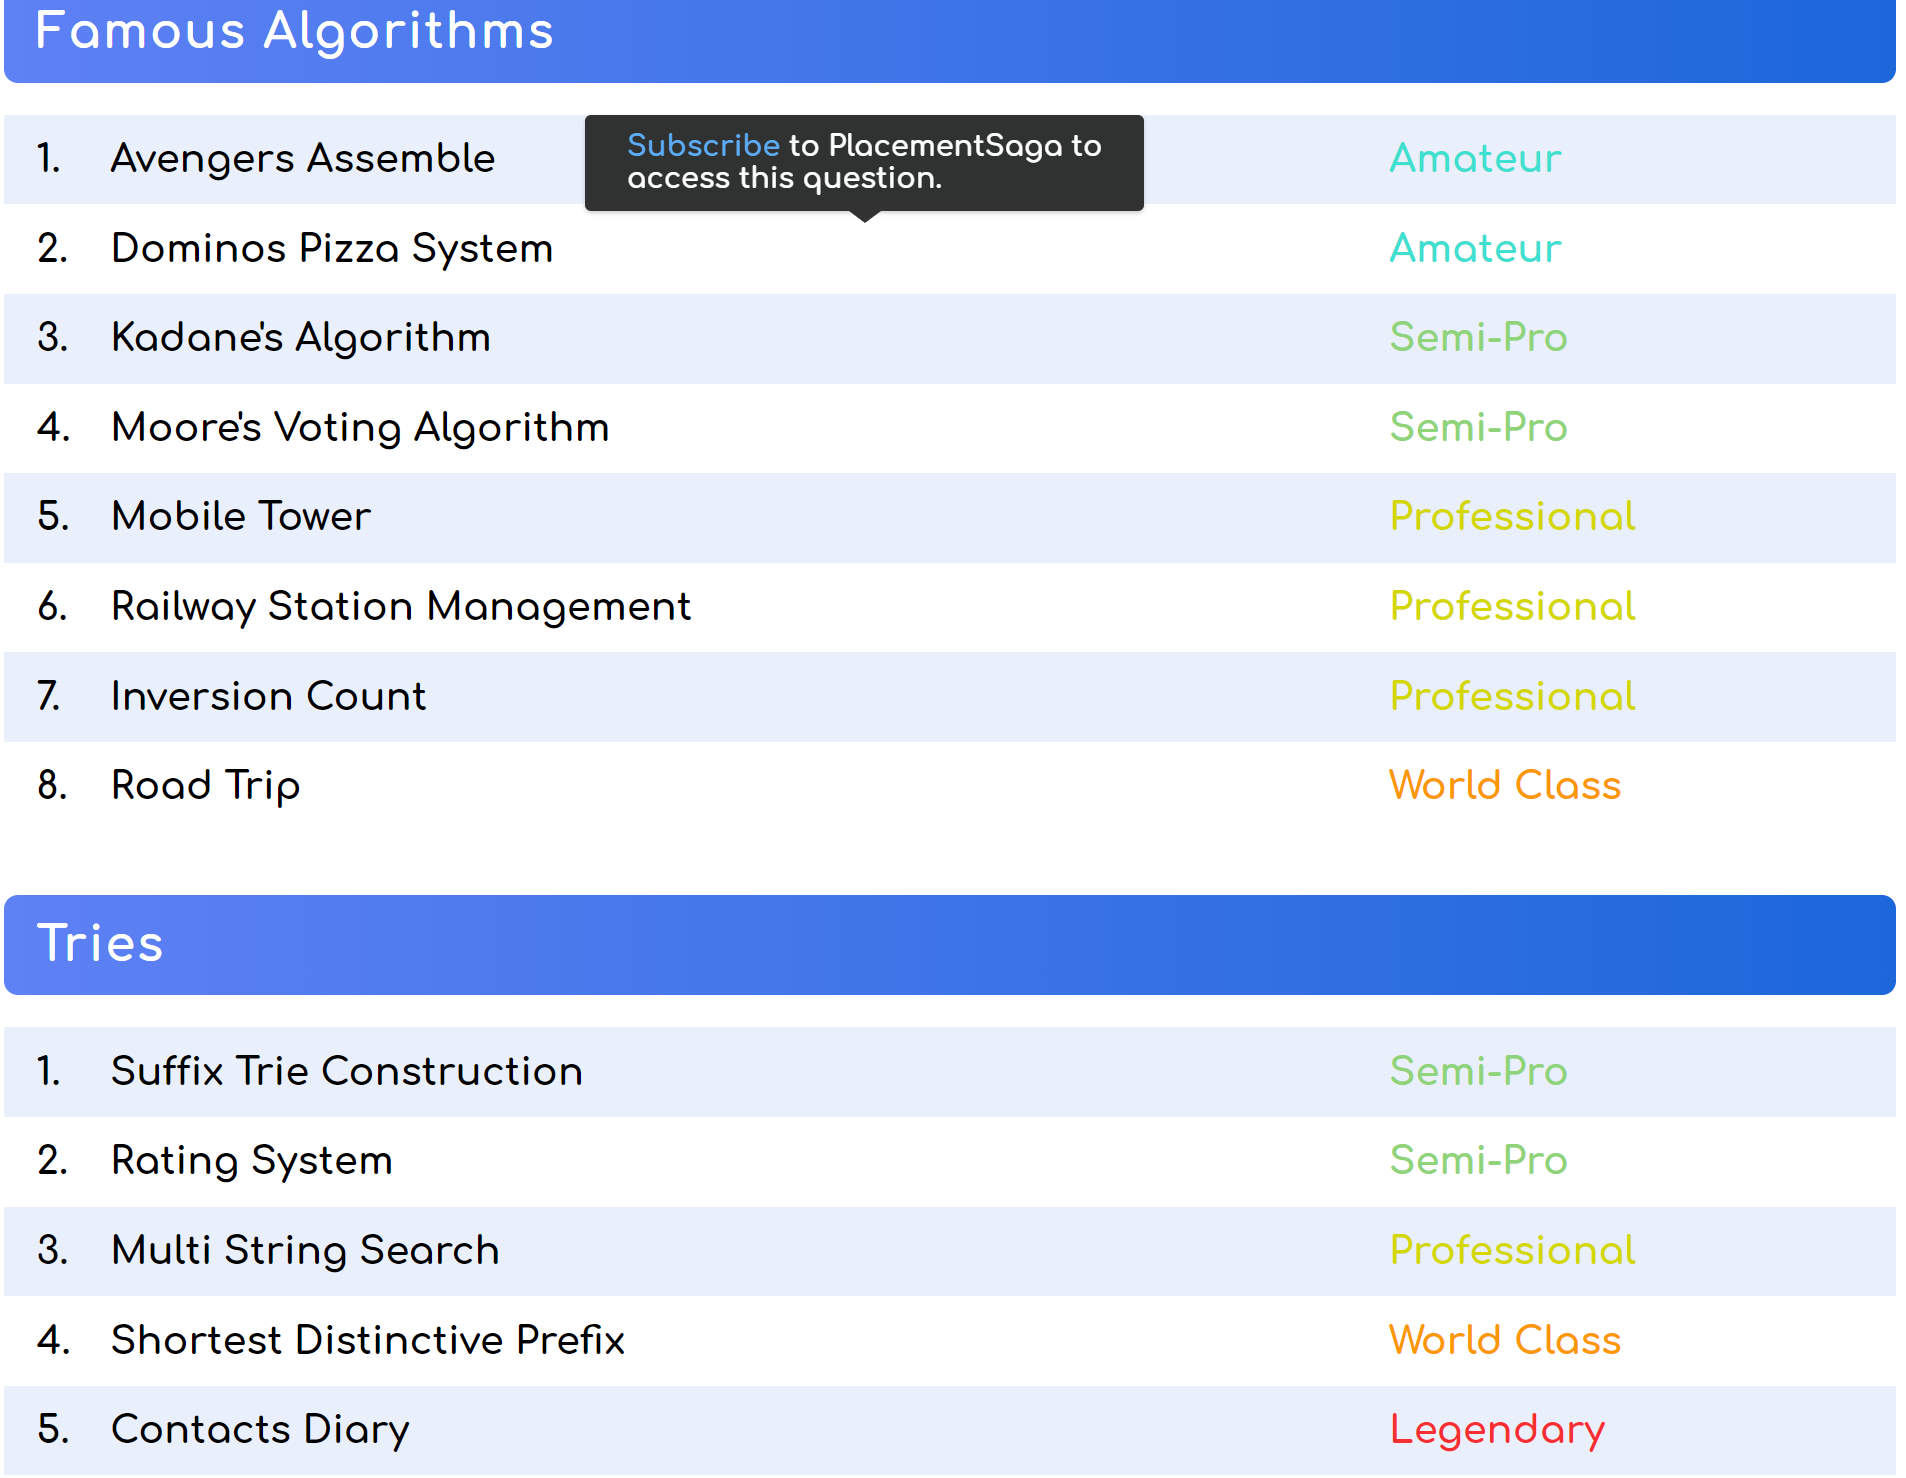 Famous Algorithms
1. Avengers Assemble Amateur
Subscribe to PlacementSaga to
access this question.
2. Dominos Pizza System Amateur
3. Kadane's Algorithm Semi-Pro
4. Moore's Voting Algorithm Semi-Pro
5. Mobile Tower Professional
6. Railway Station Management Professional
7. Inversion Count Professional
8. Road Trip World Class
Tries
1. Suffix Trie Construction Semi-Pro
2. Rating System Semi-Pro
3. Multi String Search Professional
4. Shortest Distinctive Prefix World Class
5. Contacts Diary Legendary